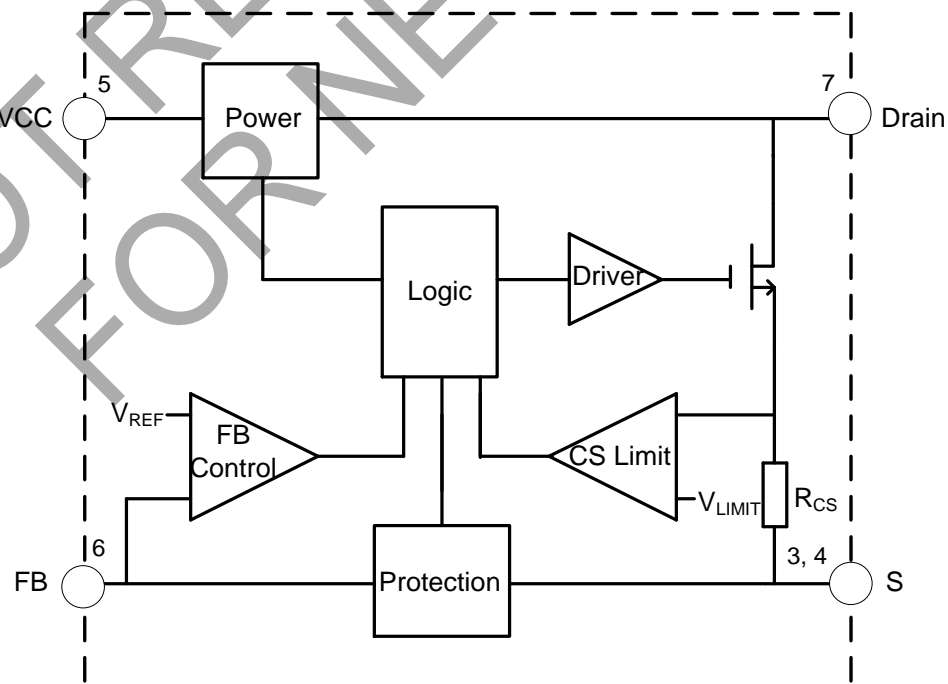 5
7
VCC
Power
Drain
Logic
Driver
VREF
FB
Control
CS Limit
VLIMIT
RCS
6
3, 4
FB
Protection
S